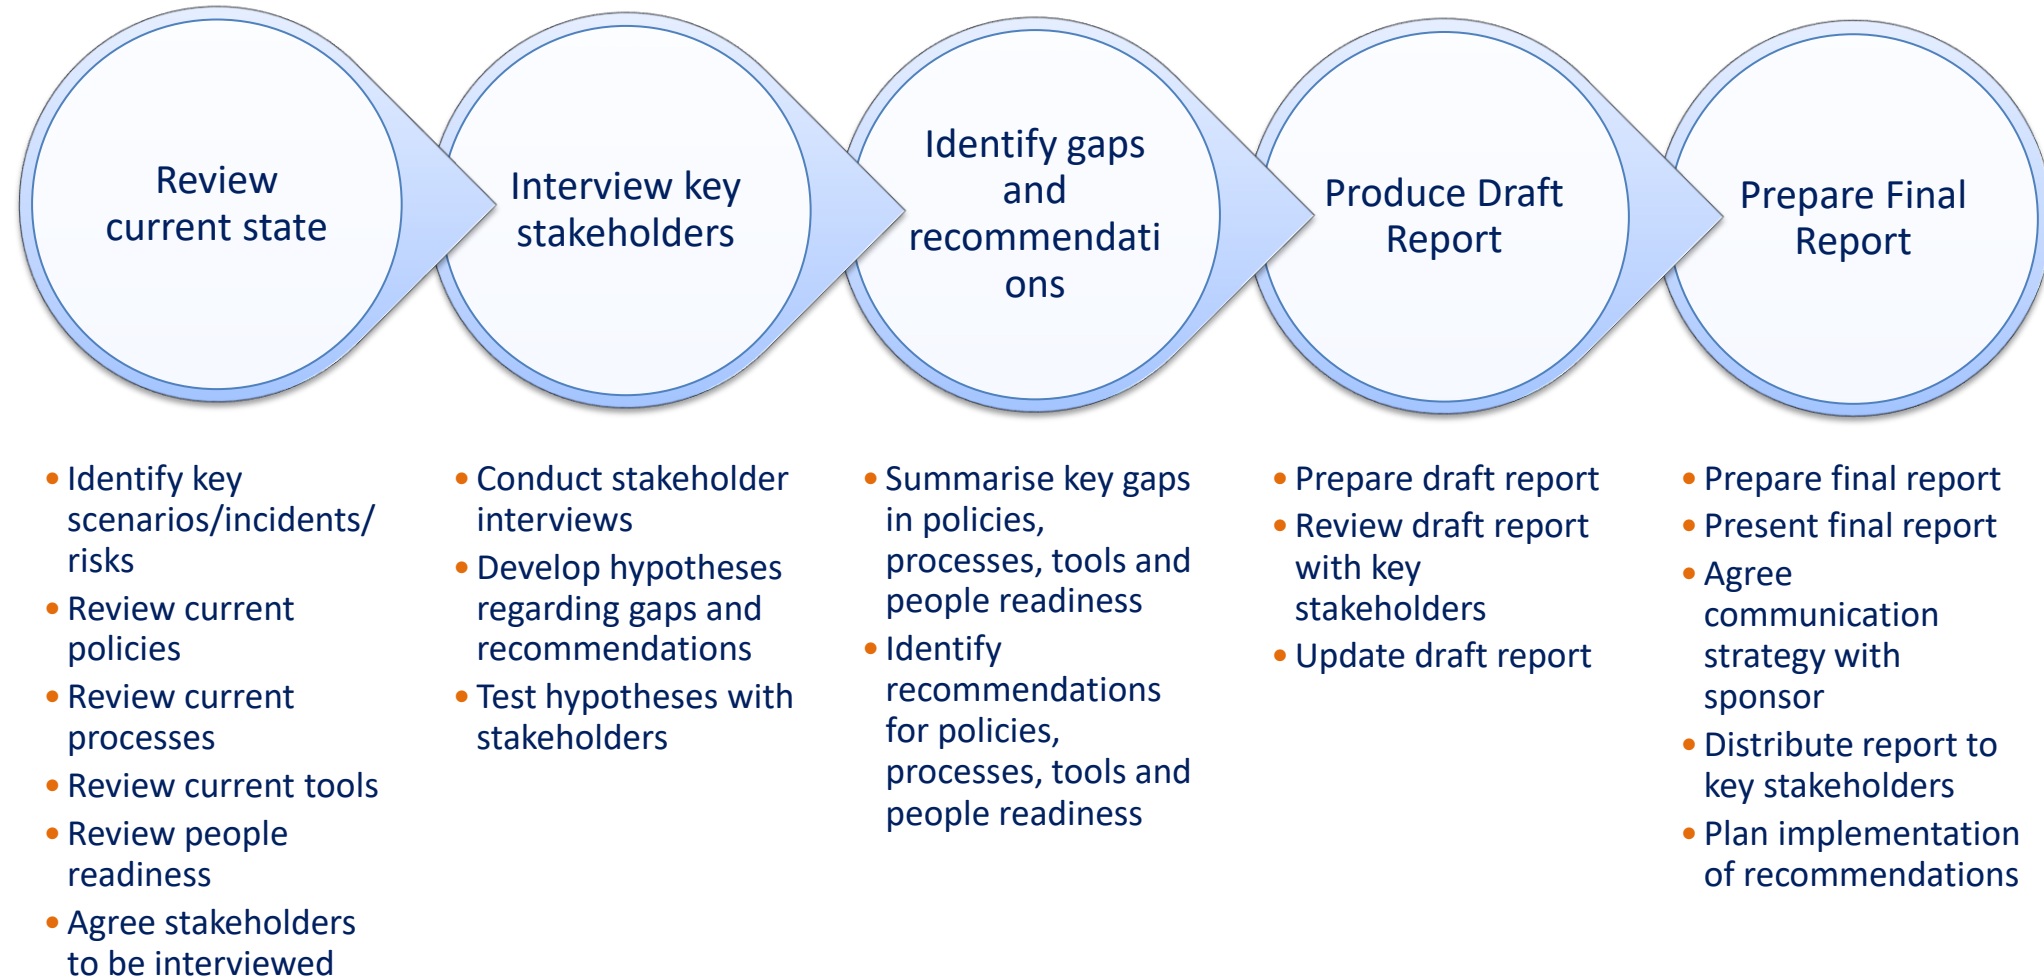 Review
current state
Interview key
stakeholders
Identify gaps
and
recommendati
ons
Produce Draft
Report
Prepare Final
Report
• Identify key
scenarios/incidents/
risks
• Review current
policies
• Review current
processes
• Review current tools
• Review people
readiness
• Agree stakeholders
to be interviewed
• Conduct stakeholder
interviews
• Develop hypotheses
regarding gaps and
recommendations
• Test hypotheses with
stakeholders
• Summarise key gaps
in policies,
processes, tools and
people readiness
• Identify
recommendations
for policies,
processes, tools and
people readiness
• Prepare draft report
• Review draft report
with key
stakeholders
• Update draft report
• Prepare final report
• Present final report
• Agree
communication
strategy with
sponsor
• Distribute report to
key stakeholders
• Plan implementation
of recommendations